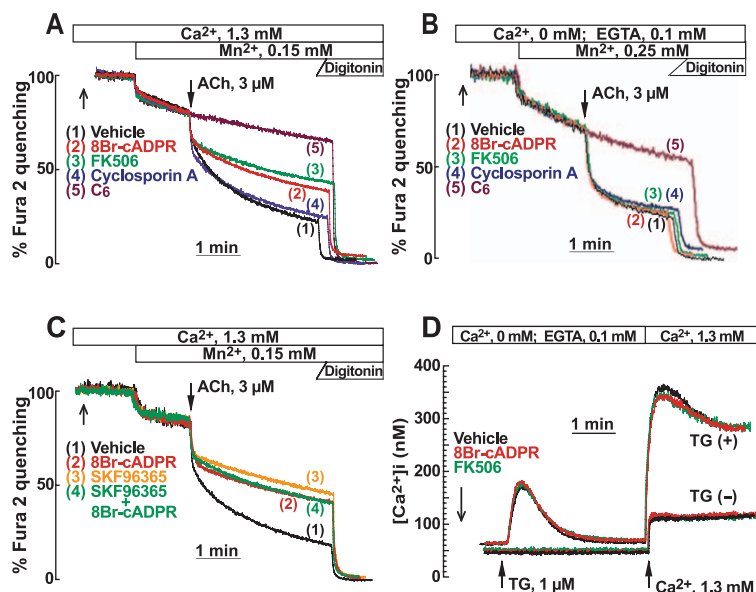 A
Ca²⁺, 1.3 mM
Mn²⁺, 0.15 mM
Digitonin
ACh, 3 µM
% Fura 2 quenching
100
50
0
(1) Vehicle
(2) 8Br-cADPR
(3) FK506
(4) Cyclosporin A
(5) C6
(5)
(3)
(2)
(4)
(1)
1 min
B
Ca²⁺, 0 mM; EGTA, 0.1 mM
Mn²⁺, 0.25 mM
Digitonin
ACh, 3 µM
% Fura 2 quenching
100
50
0
(1) Vehicle
(2) 8Br-cADPR
(3) FK506
(4) Cyclosporin A
(5) C6
(5)
(3) (4)
(2) (1)
1 min
C
Ca²⁺, 1.3 mM
Mn²⁺, 0.15 mM
Digitonin
ACh, 3 µM
% Fura 2 quenching
100
50
0
(1) Vehicle
(2) 8Br-cADPR
(3) SKF96365
(4) SKF96365
+
8Br-cADPR
(3)
(2) (4)
(1)
1 min
D
Ca²⁺, 0 mM; EGTA, 0.1 mM
Ca²⁺, 1.3 mM
[Ca²⁺]i (nM)
400
300
200
100
0
1 min
Vehicle
8Br-cADPR
FK506
TG (+)
TG (–)
TG, 1 µM
Ca²⁺, 1.3 mM